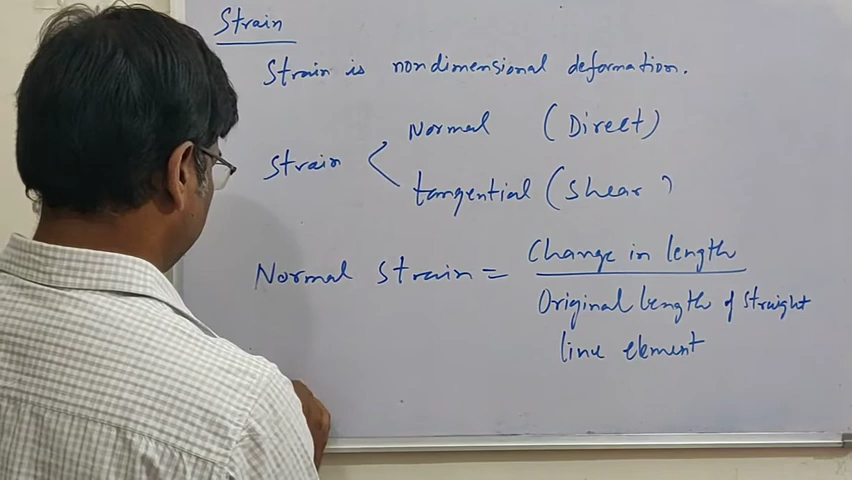 Strain
Strain is nondimensional deformation.
Normal (Direct)
Strain <
tangential (Shear)
Normal Strain = Change in length
Original length of straight
line element